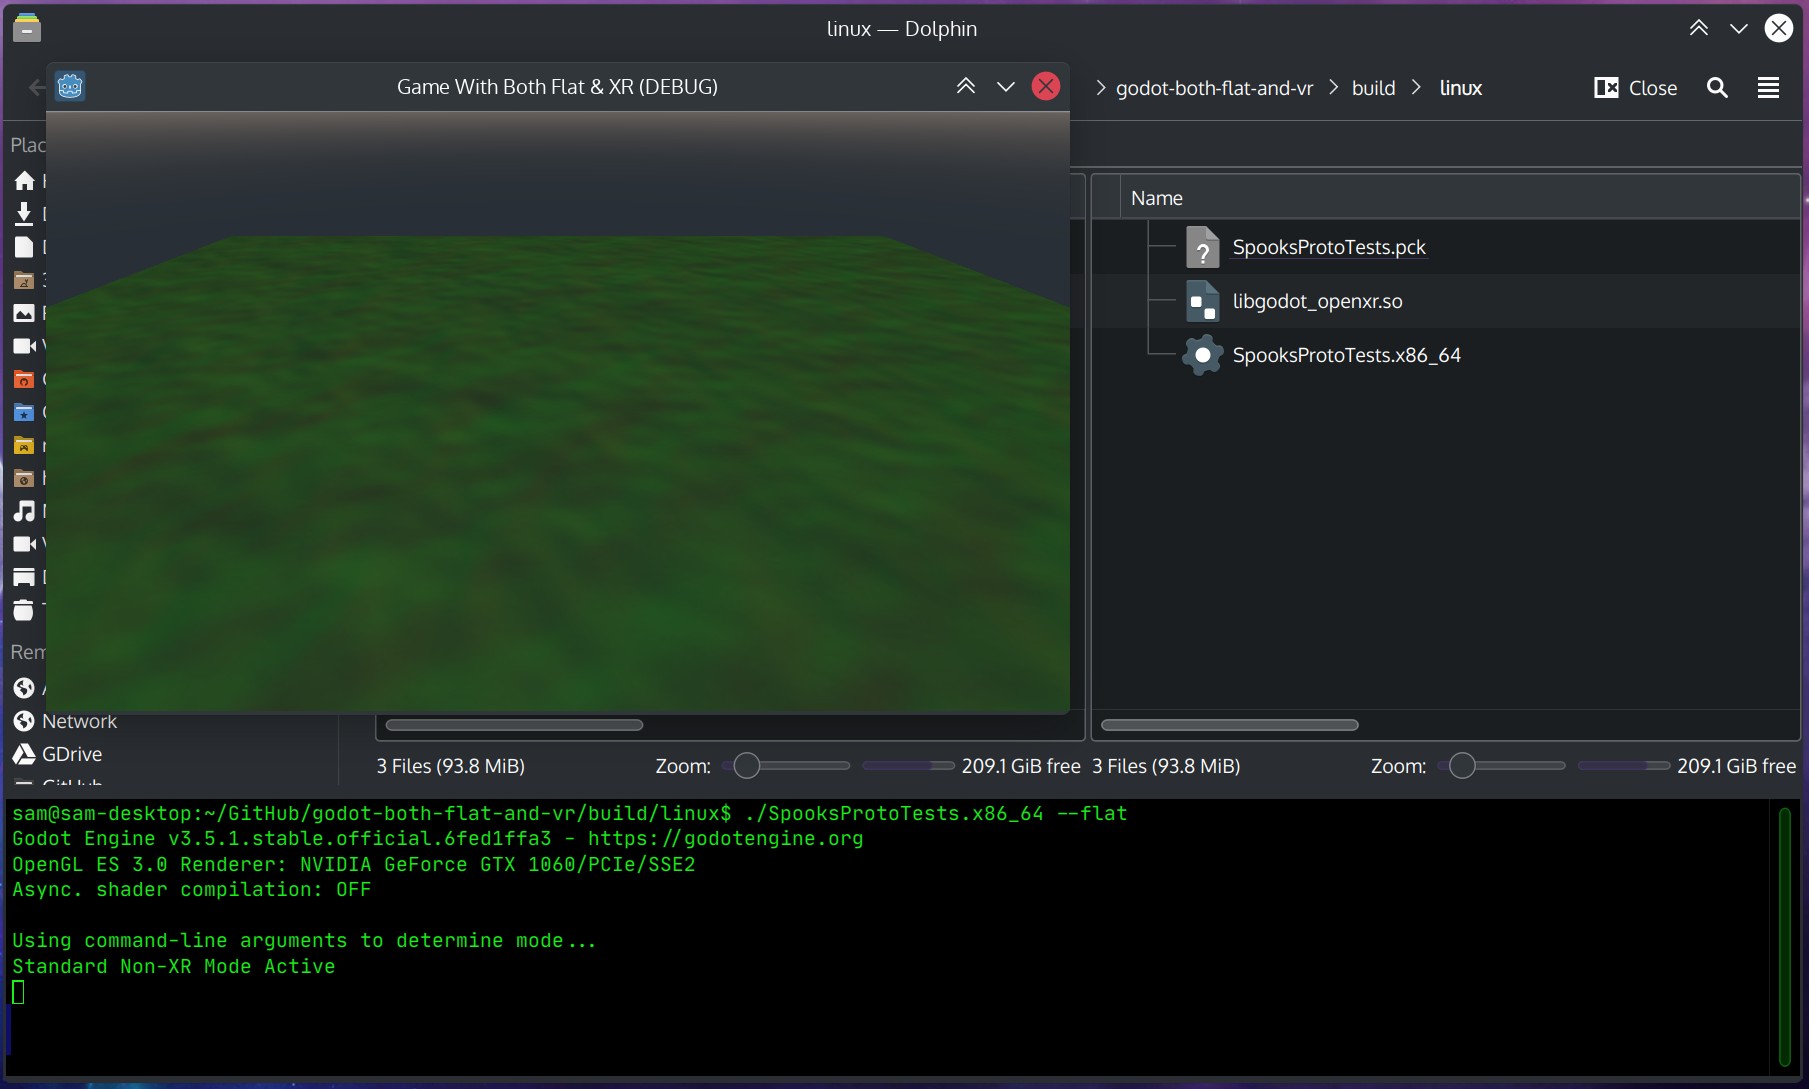 linux — Dolphin
Game With Both Flat & XR (DEBUG)
godot-both-flat-and-vr
build
linux
Close
Name
SpooksProtoTests.pck
libgodot_openxr.so
SpooksProtoTests.x86_64
Network
GDrive
3 Files (93.8 MiB)
Zoom:
209.1 GiB free
3 Files (93.8 MiB)
Zoom:
209.1 GiB free
sam@sam-desktop:~/GitHub/godot-both-flat-and-vr/build/linux$ ./SpooksProtoTests.x86_64 --flat
Godot Engine v3.5.1.stable.official.6fed1ffa3 - https://godotengine.org
OpenGL ES 3.0 Renderer: NVIDIA GeForce GTX 1060/PCIe/SSE2
Async. shader compilation: OFF
Using command-line arguments to determine mode...
Standard Non-XR Mode Active